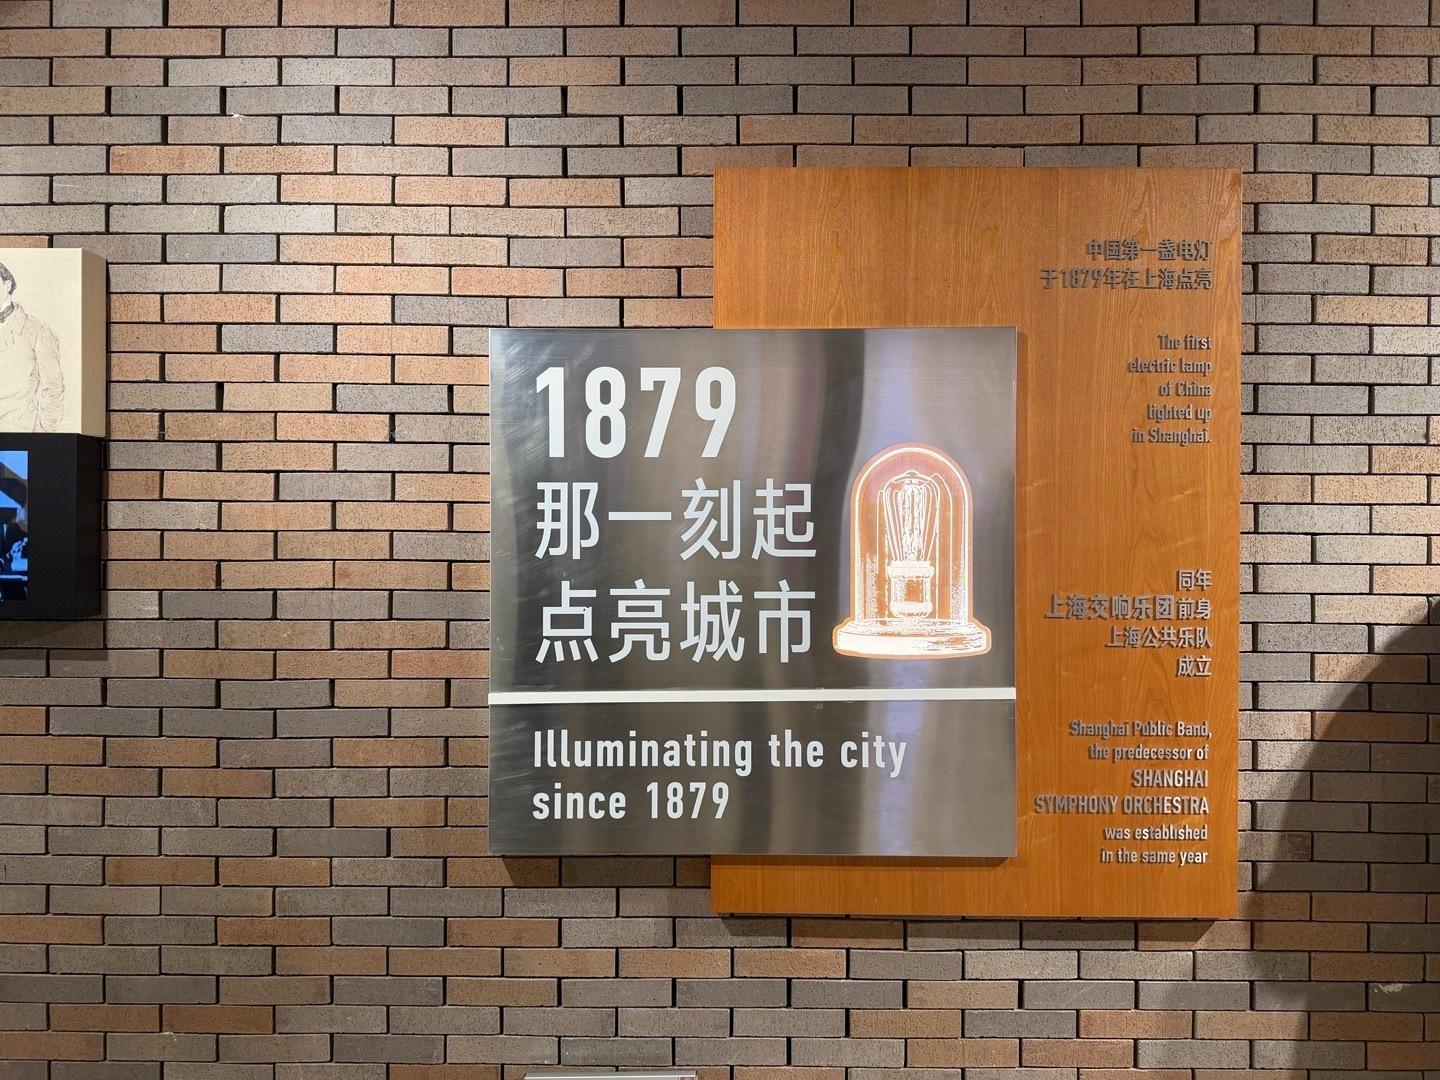 1879
那一刻起
点亮城市
Illuminating the city
since 1879
中国第一盏电灯
于1879年在上海点亮
The first
electric lamp
of China
lighted up
in Shanghai.
同年
上海交响乐团前身
上海公共乐队
成立
Shanghai Public Band,
the predecessor of
SHANGHAI
SYMPHONY ORCHESTRA
was established
in the same year